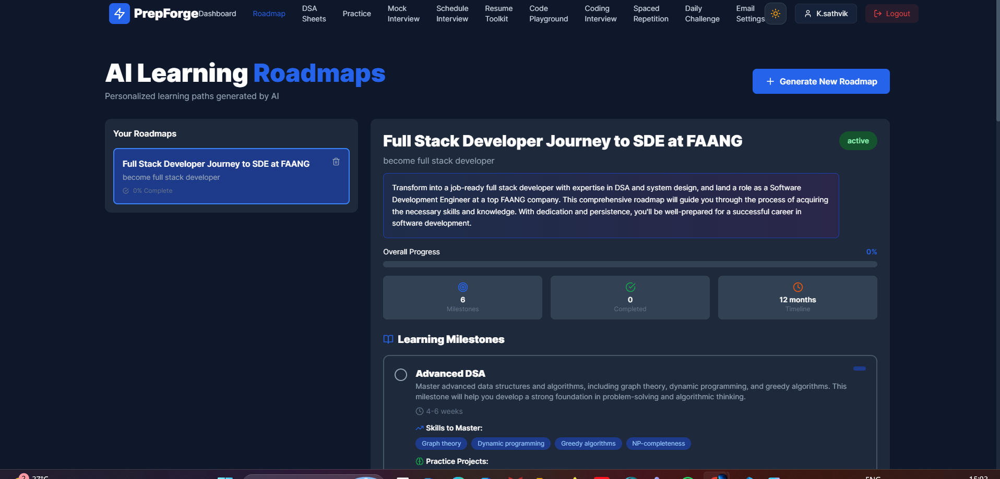 PrepForge
Dashboard
Roadmap
DSA
Sheets
Practice
Mock
Interview
Schedule
Interview
Resume
Toolkit
Code
Playground
Coding
Interview
Spaced
Repetition
Daily
Challenge
Email
Settings
K.sathvik
Logout
AI Learning Roadmaps
Personalized learning paths generated by AI
Generate New Roadmap
Your Roadmaps
Full Stack Developer Journey to SDE at FAANG
become full stack developer
0% Complete
Full Stack Developer Journey to SDE at FAANG
active
become full stack developer
Transform into a job-ready full stack developer with expertise in DSA and system design, and land a role as a Software
Development Engineer at a top FAANG company. This comprehensive roadmap will guide you through the process of acquiring
the necessary skills and knowledge. With dedication and persistence, you'll be well-prepared for a successful career in
software development.
Overall Progress
0%
6
Milestones
0
Completed
12 months
Timeline
Learning Milestones
Advanced DSA
Master advanced data structures and algorithms, including graph theory, dynamic programming, and greedy algorithms. This
milestone will help you develop a strong foundation in problem-solving and algorithmic thinking.
4-6 weeks
Skills to Master:
Graph theory
Dynamic programming
Greedy algorithms
NP-completeness
Practice Projects:
2
ENG